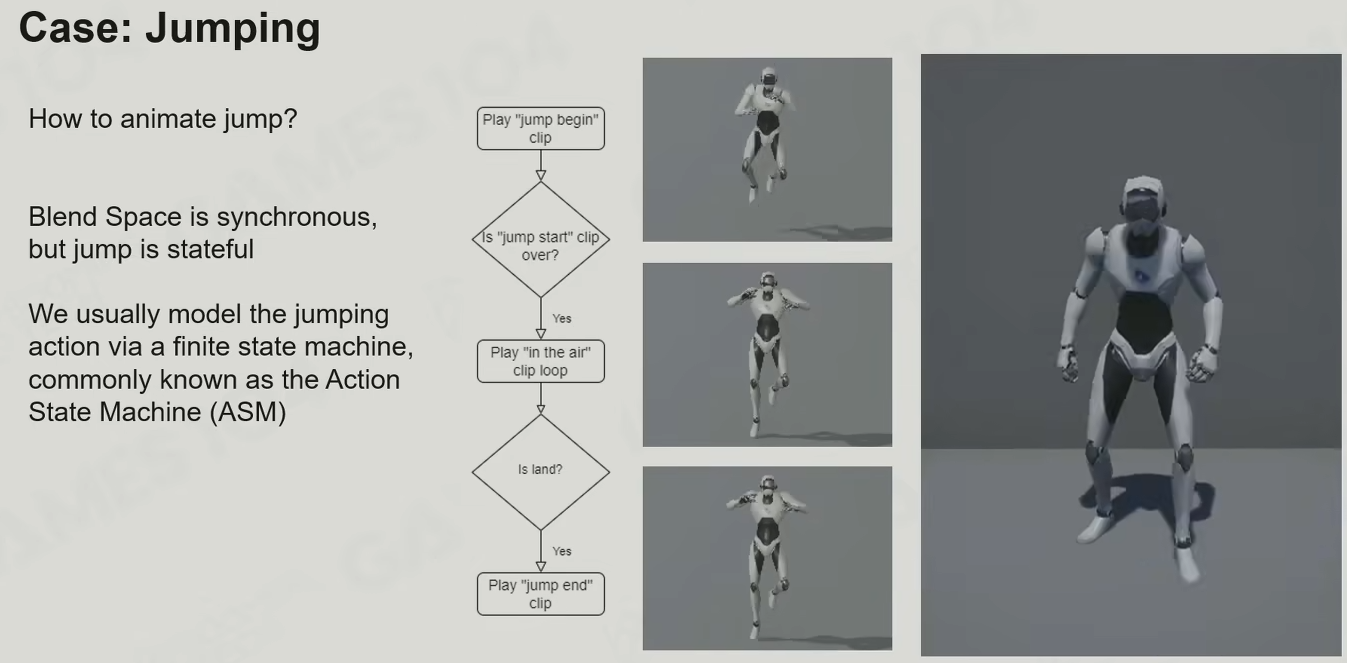 Case: Jumping
How to animate jump?
Blend Space is synchronous,
but jump is stateful
We usually model the jumping
action via a finite state machine,
commonly known as the Action
State Machine (ASM)
Play "jump begin"
clip
Is "jump start" clip
over?
Yes
Play "in the air"
clip loop
Is land?
Yes
Play "jump end"
clip
GAMES 104